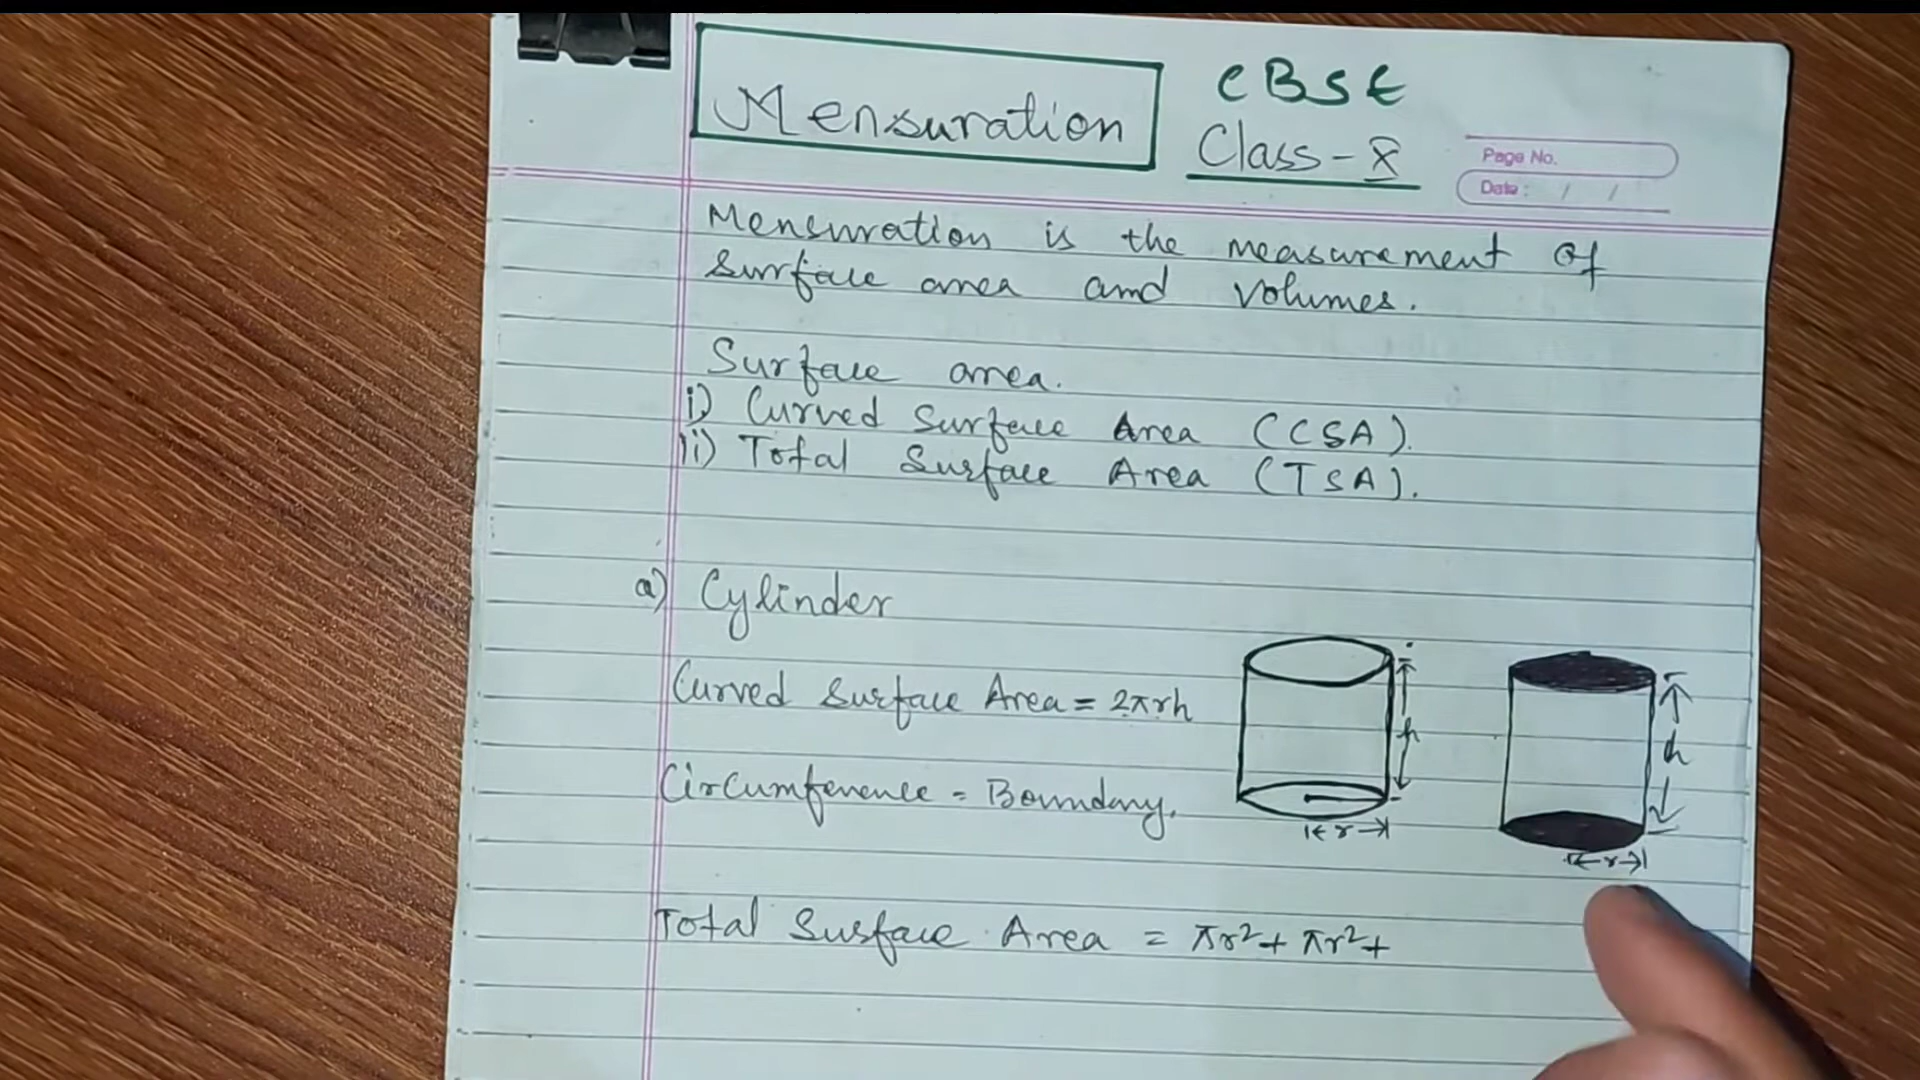 Mensuration
CBSE
Class-X
Page No.
Date : / /
Mensuration is the measurement of
Surface area and volumes.
Surface area.
i) Curved Surface Area (CSA).
ii) Total Surface Area (TSA).
a) Cylinder
Curved Surface Area = 2πrh
h
h
Circumference = Boundary.
r
r
Total Surface Area = πr²+ πr²+